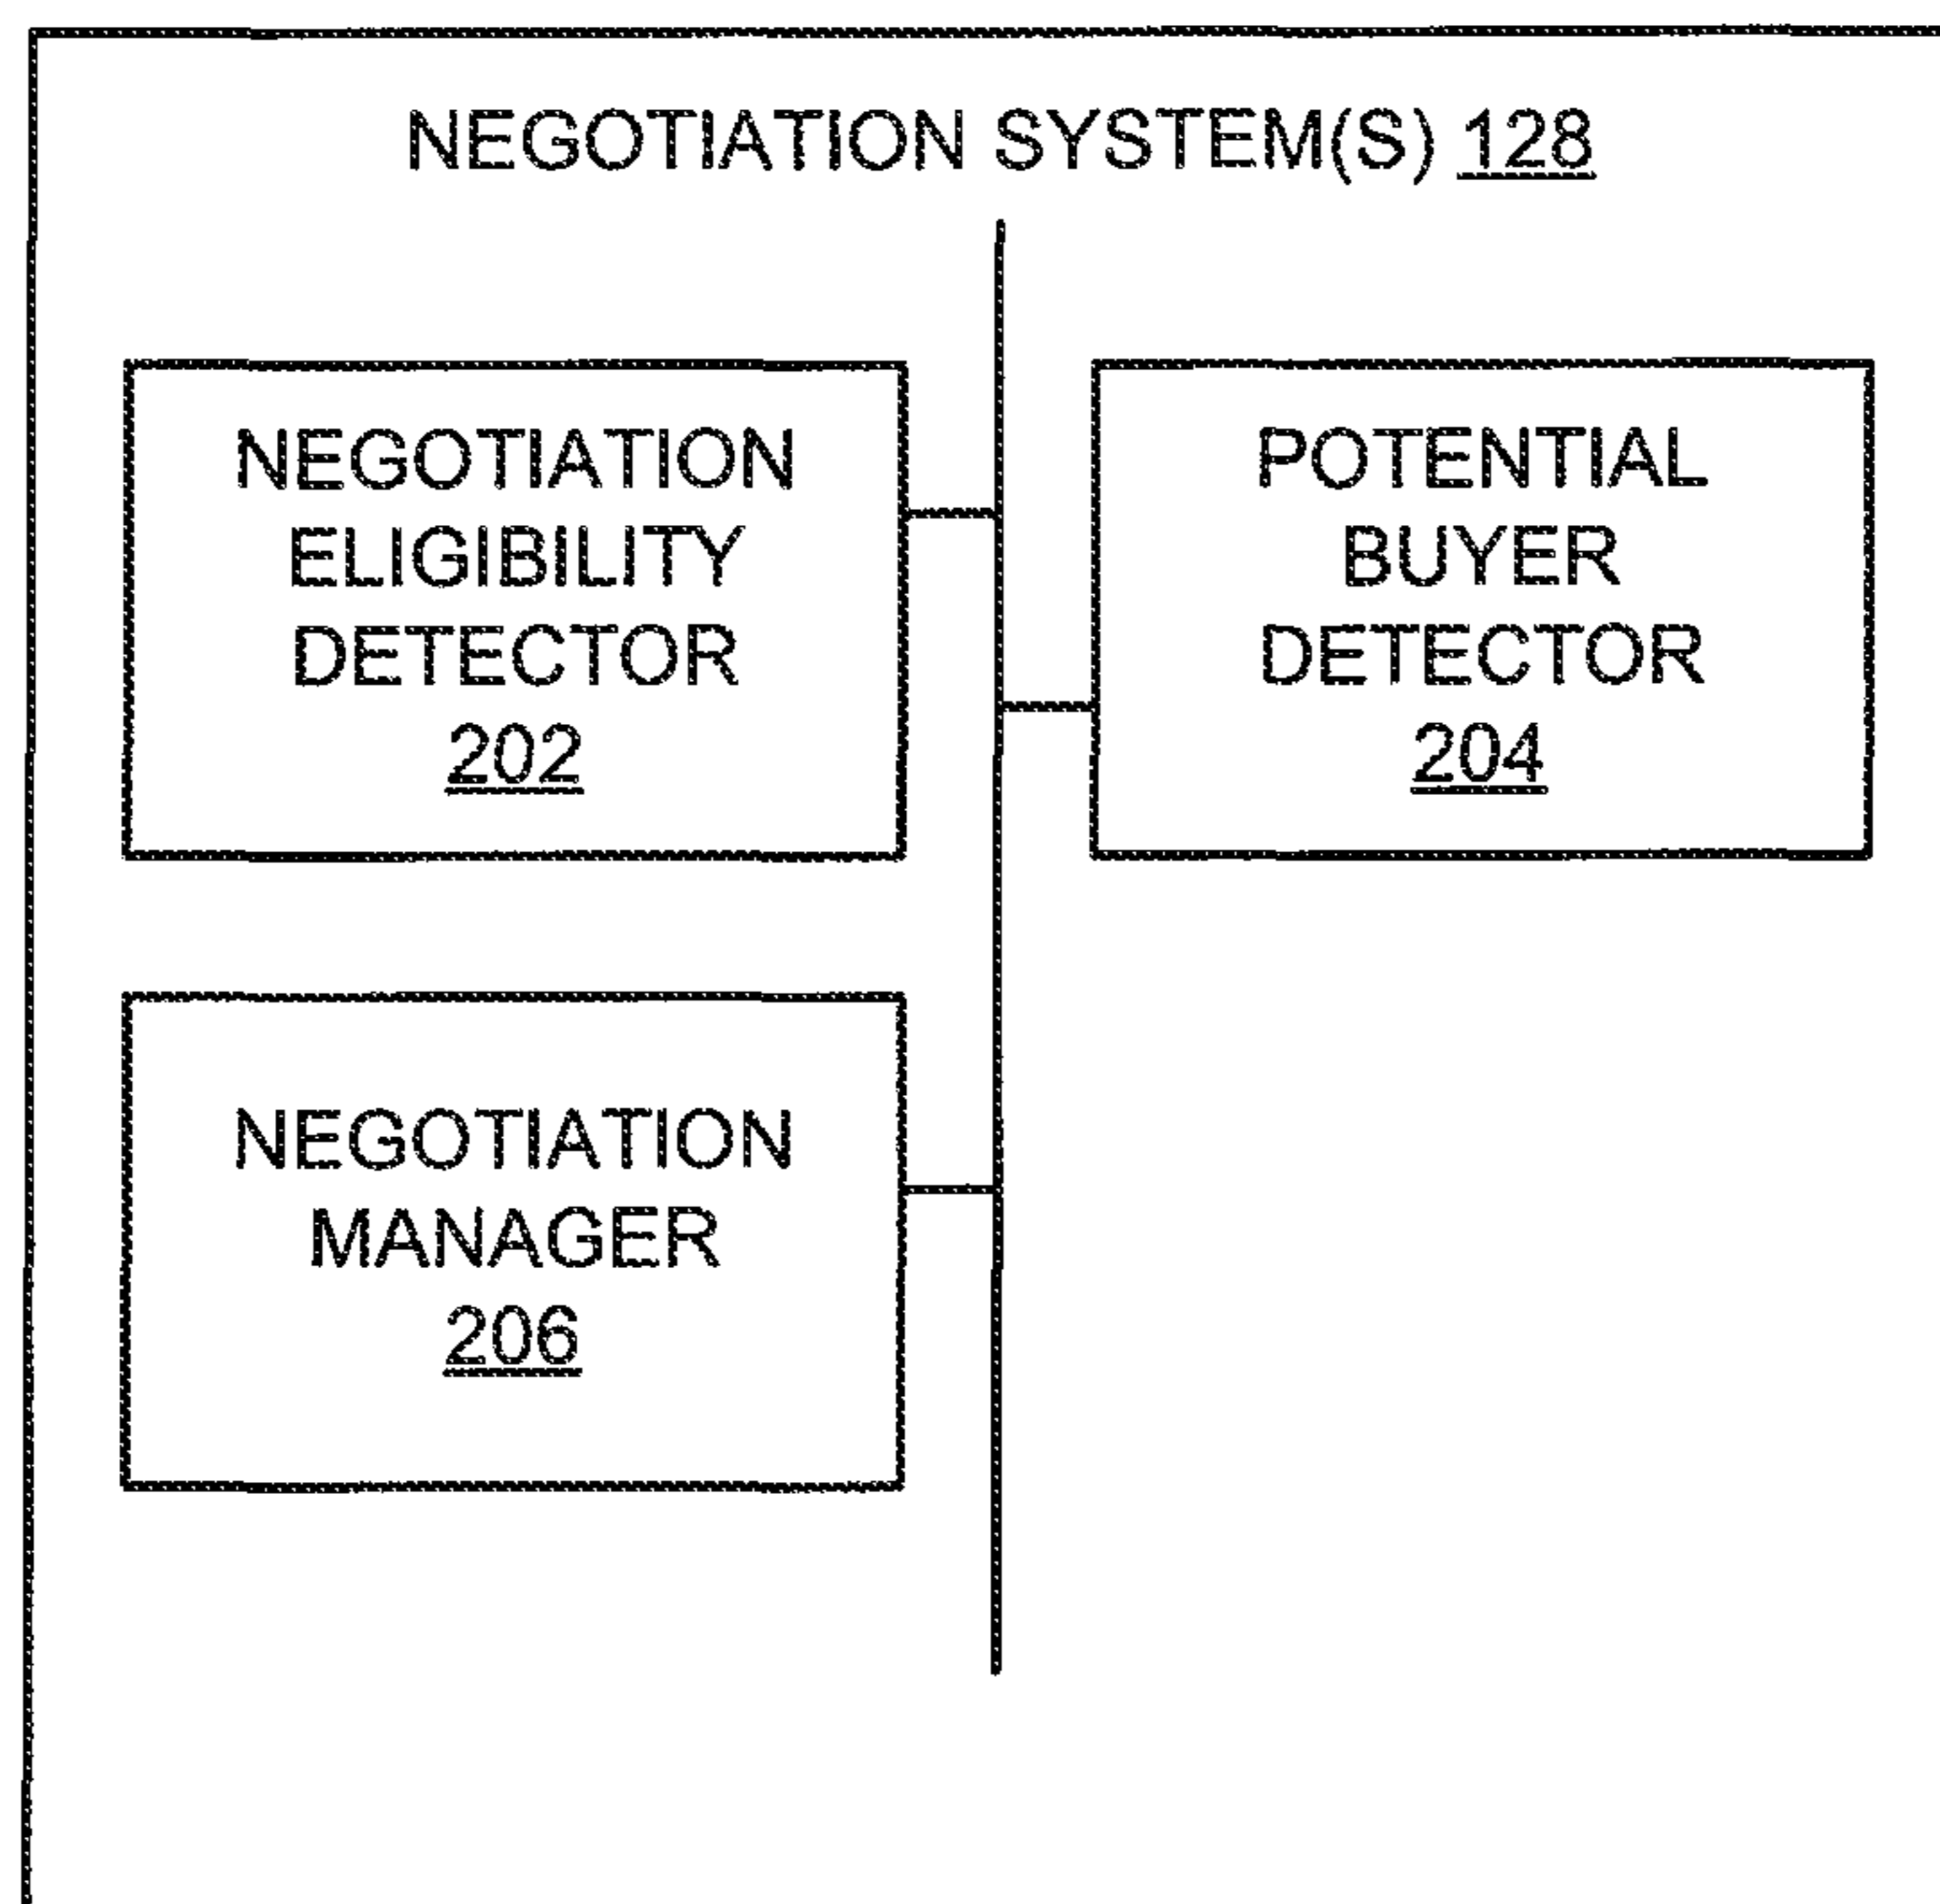 NEGOTIATION SYSTEM(S) 128
NEGOTIATION
ELIGIBILITY
DETECTOR
202
POTENTIAL
BUYER
DETECTOR
204
NEGOTIATION
MANAGER
206